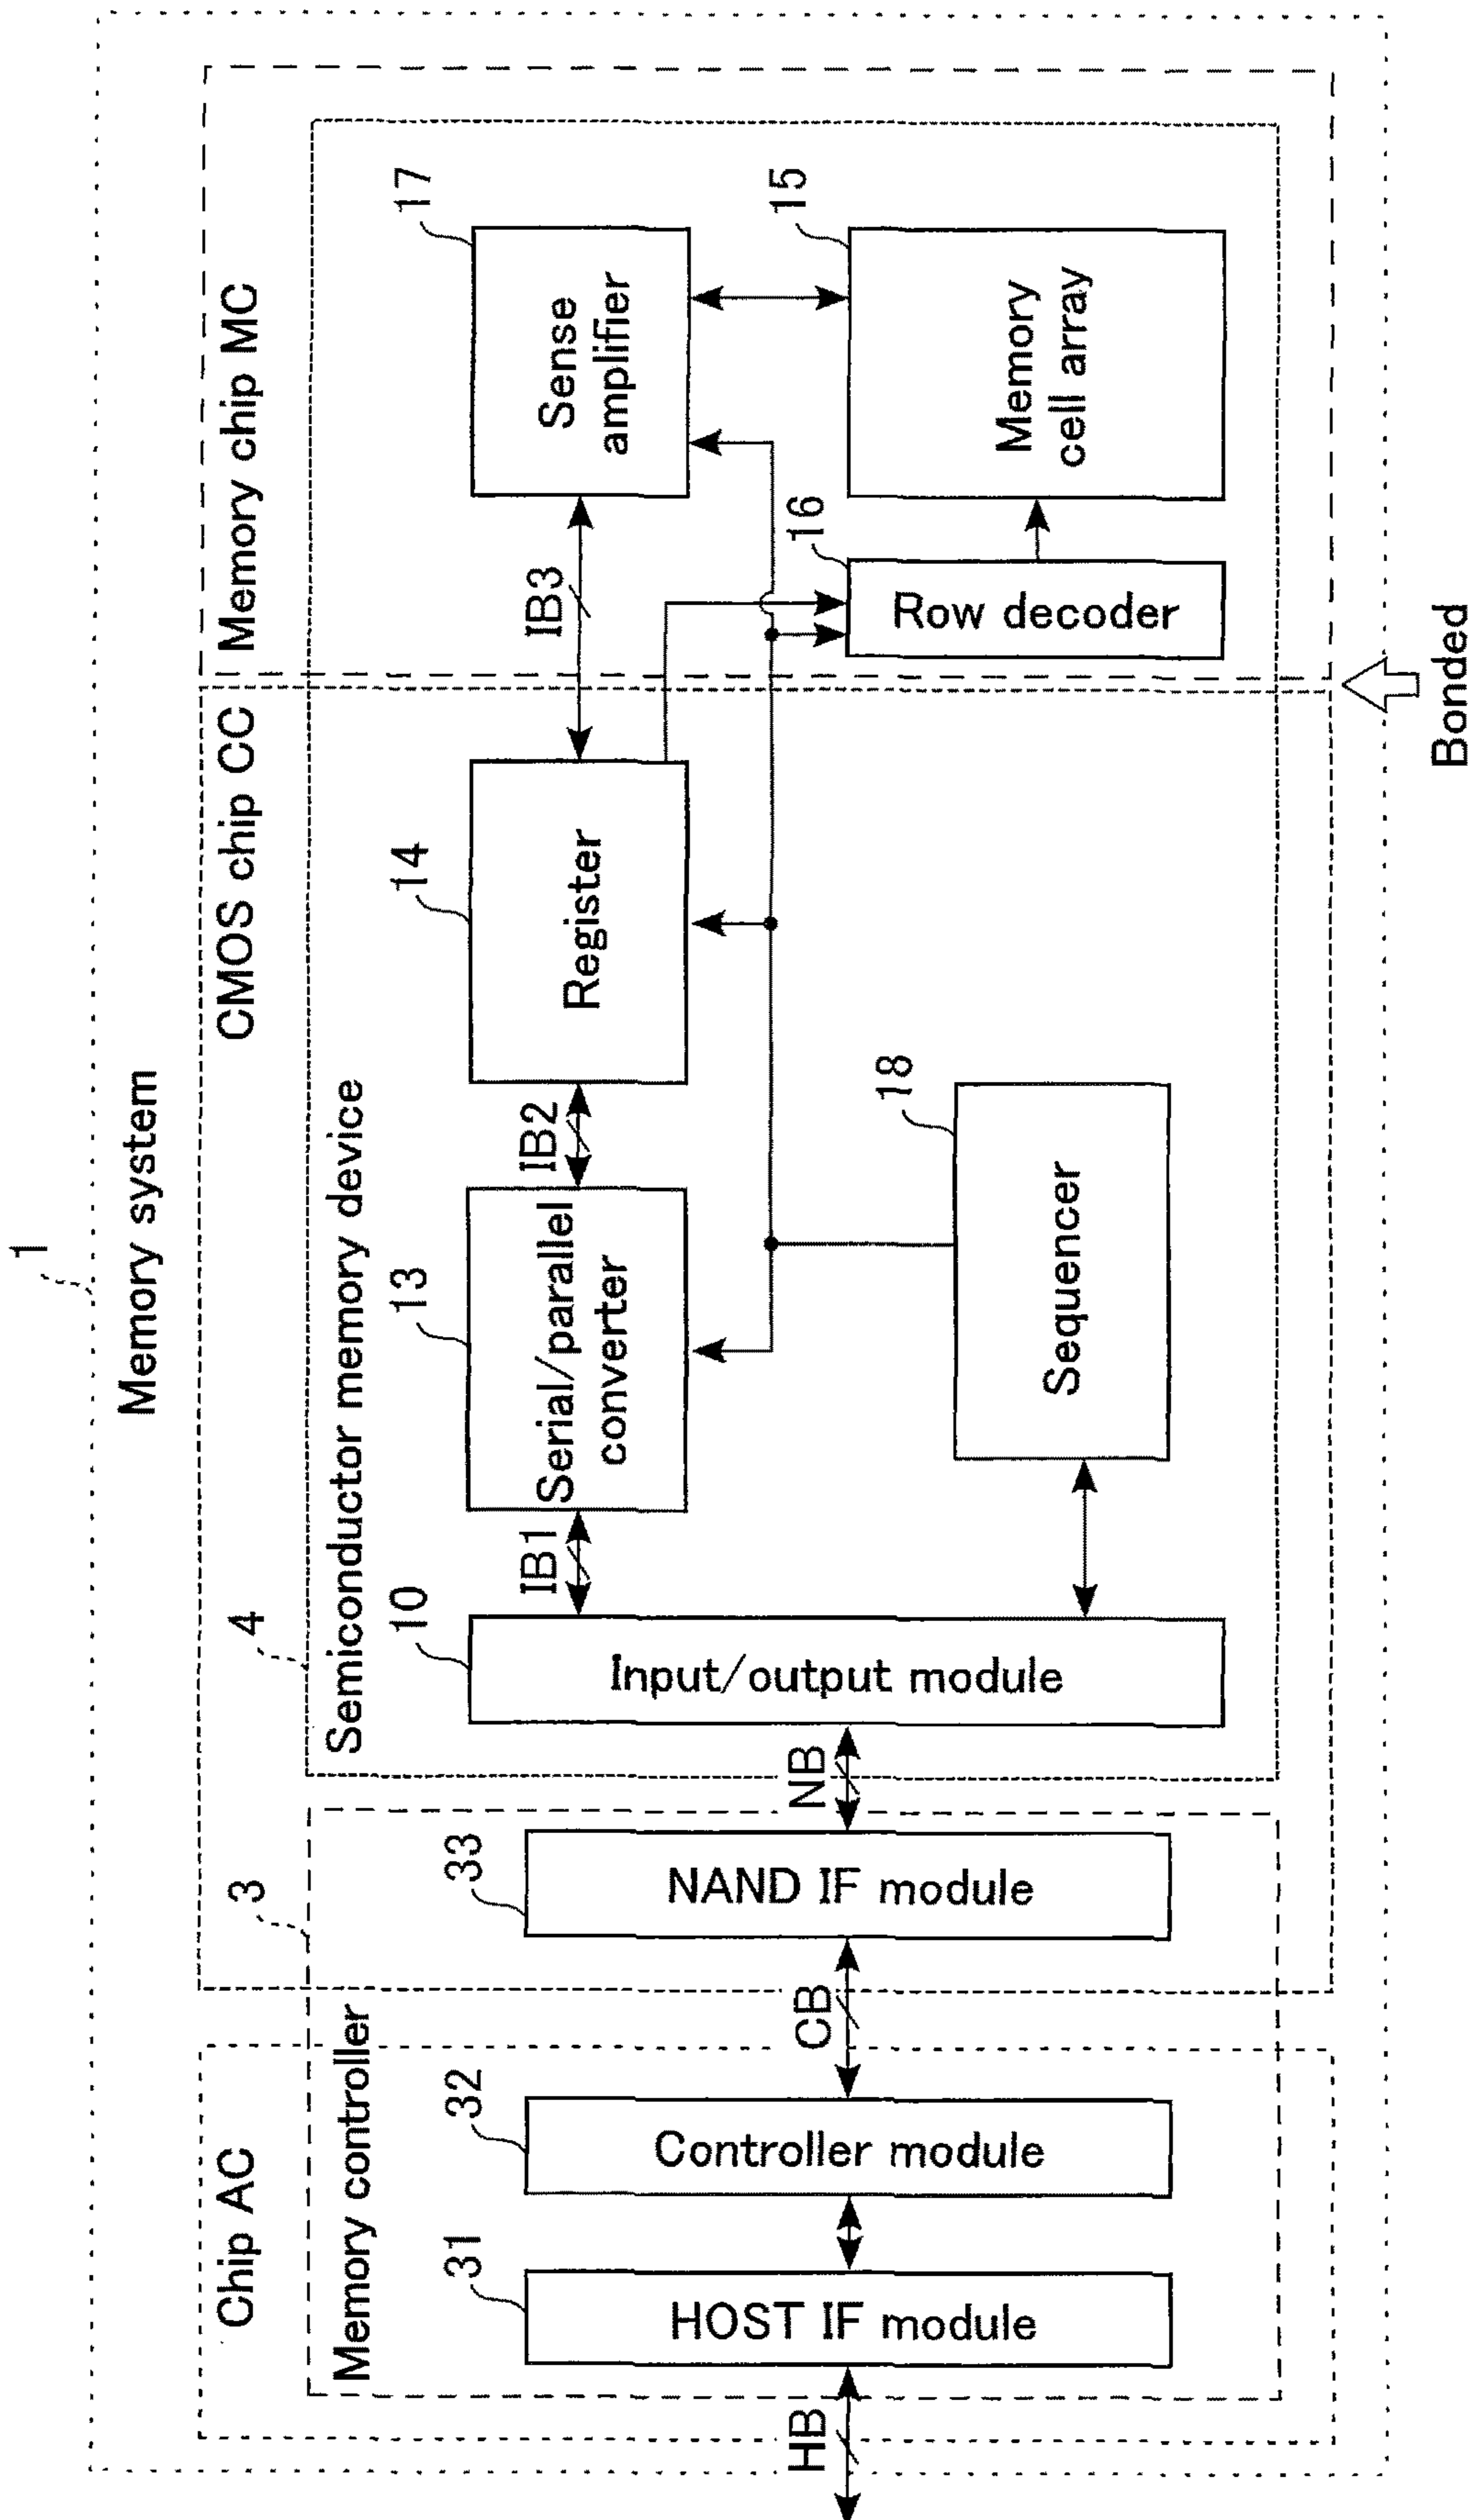 1
Memory system
Chip AC
CMOS chip CC
Memory chip MC
3
4
Memory controller
Semiconductor memory device
HB
31
HOST IF module
32
Controller module
CB
33
NAND IF module
NB
10
Input/output module
IB1
13
Serial/parallel
converter
IB2
14
Register
IB3
17
Sense
amplifier
18
Sequencer
16
Row decoder
15
Memory
cell array
Bonded